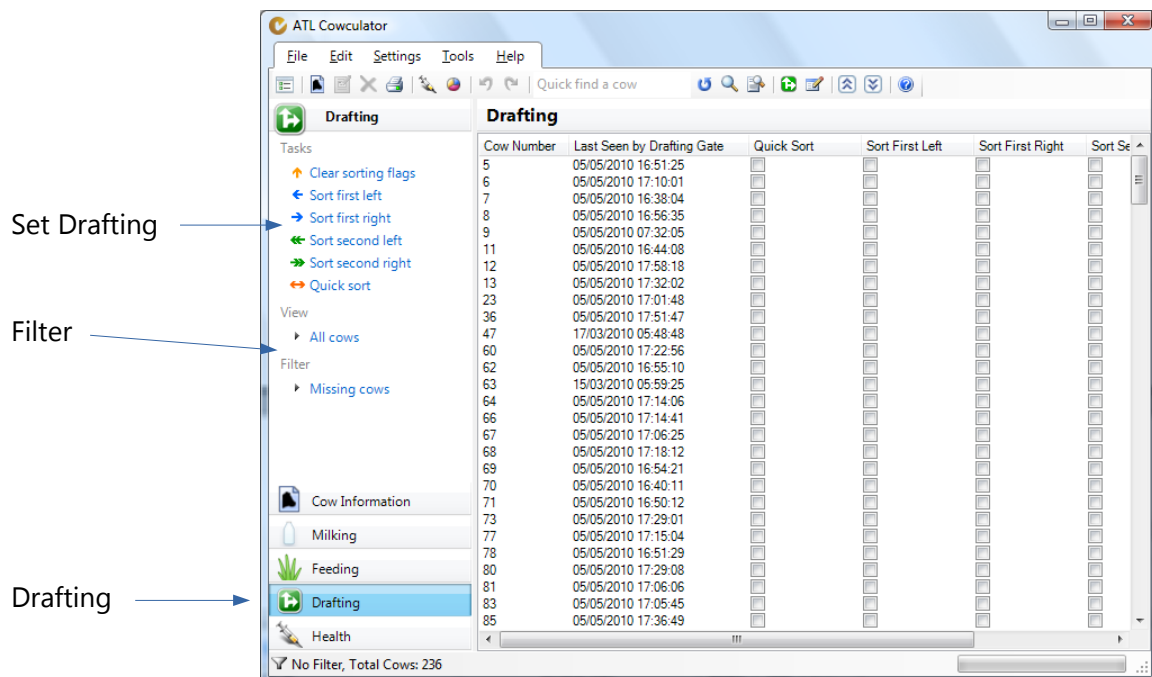 ATL Cowculator
File Edit Settings Tools Help
Quick find a cow
Drafting
Tasks
Clear sorting flags
Sort first left
Sort first right
Sort second left
Sort second right
Quick sort
View
All cows
Filter
Missing cows
Cow Information
Milking
Feeding
Drafting
Health
Set Drafting
Filter
Drafting
Drafting
Cow Number Last Seen by Drafting Gate Quick Sort Sort First Left Sort First Right Sort Se
5 05/05/2010 16:51:25
6 05/05/2010 17:10:01
7 05/05/2010 16:38:04
8 05/05/2010 16:56:35
9 05/05/2010 07:32:05
11 05/05/2010 16:44:08
12 05/05/2010 17:58:18
13 05/05/2010 17:32:02
23 05/05/2010 17:01:48
36 05/05/2010 17:51:47
47 17/03/2010 05:48:48
60 05/05/2010 17:22:56
62 05/05/2010 16:55:10
63 15/03/2010 05:59:25
64 05/05/2010 17:14:06
66 05/05/2010 17:14:41
67 05/05/2010 17:06:25
68 05/05/2010 17:18:12
69 05/05/2010 16:54:21
70 05/05/2010 16:40:11
71 05/05/2010 16:50:12
73 05/05/2010 17:29:01
77 05/05/2010 17:15:04
78 05/05/2010 16:51:29
80 05/05/2010 17:29:08
81 05/05/2010 17:06:06
83 05/05/2010 17:05:45
85 05/05/2010 17:36:49
No Filter, Total Cows: 236